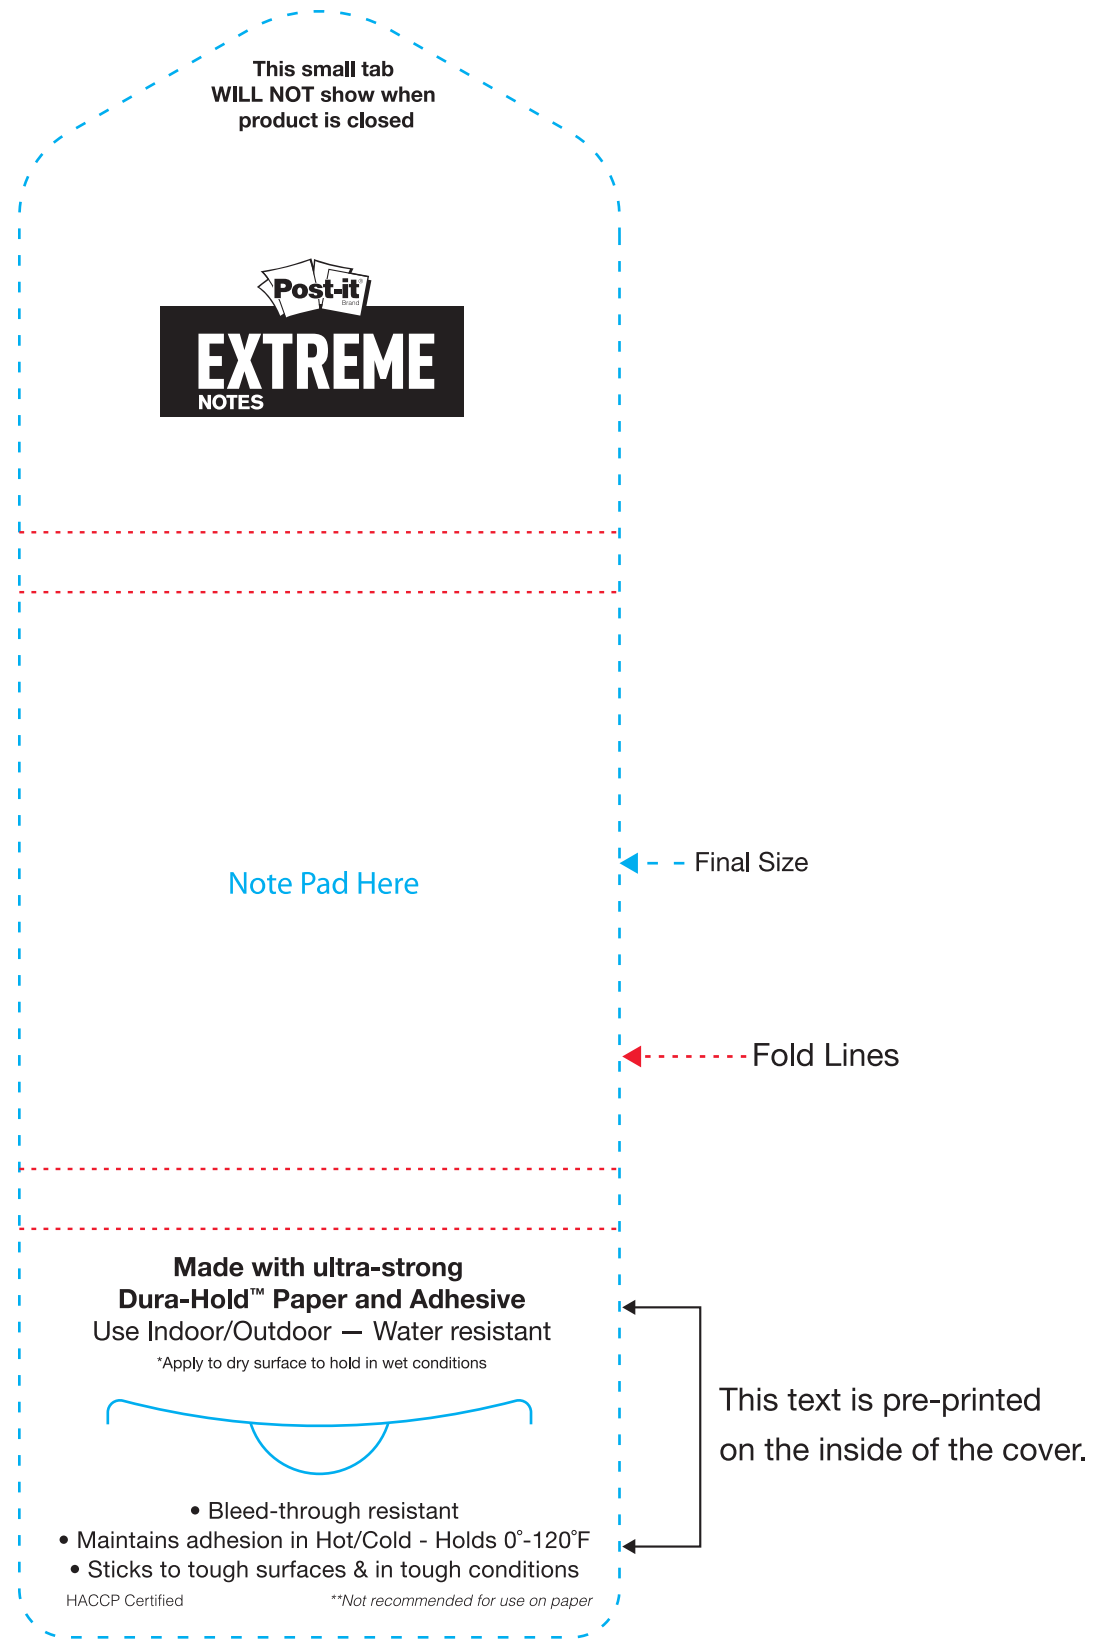 This small tab
WILL NOT show when
product is closed
Post-it®
Brand
EXTREME
NOTES
Note Pad Here
Final Size
Fold Lines
Made with ultra-strong
Dura-Hold™ Paper and Adhesive
Use Indoor/Outdoor — Water resistant
*Apply to dry surface to hold in wet conditions
This text is pre-printed
on the inside of the cover.
• Bleed-through resistant
• Maintains adhesion in Hot/Cold - Holds 0˚-120˚F
• Sticks to tough surfaces & in tough conditions
HACCP Certified **Not recommended for use on paper